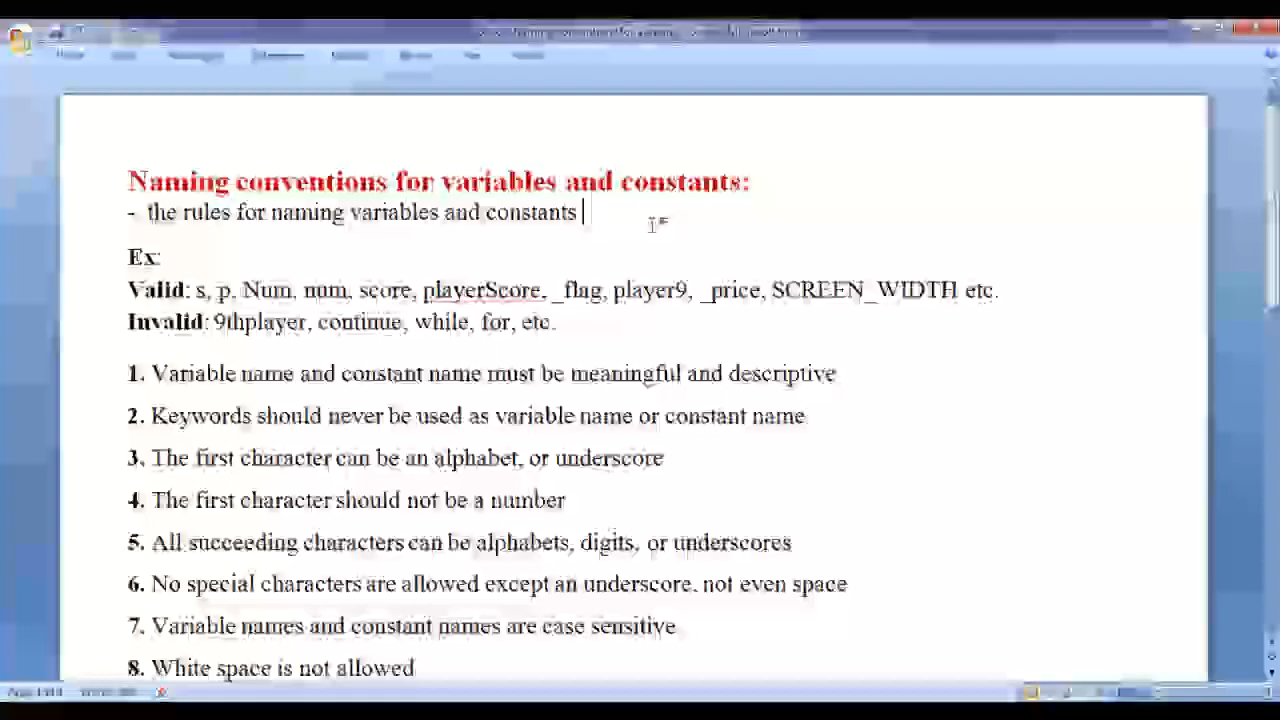 Naming conventions for variables and constants:
- the rules for naming variables and constants
Ex:
Valid: s, p, Num, num, score, playerScore, _flag, player9, _price, SCREEN_WIDTH etc.
Invalid: 9thplayer, continue, while, for, etc.
1. Variable name and constant name must be meaningful and descriptive
2. Keywords should never be used as variable name or constant name
3. The first character can be an alphabet, or underscore
4. The first character should not be a number
5. All succeeding characters can be alphabets, digits, or underscores
6. No special characters are allowed except an underscore, not even space
7. Variable names and constant names are case sensitive
8. White space is not allowed